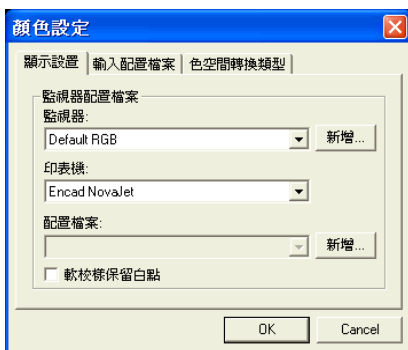 顏色設定
顯示設置 輸入配置檔案 色空間轉換類型
監視器配置檔案
監視器:
Default RGB 新增...
印表機:
Encad NovaJet
配置檔案:
新增...
軟校樣保留白點
OK Cancel